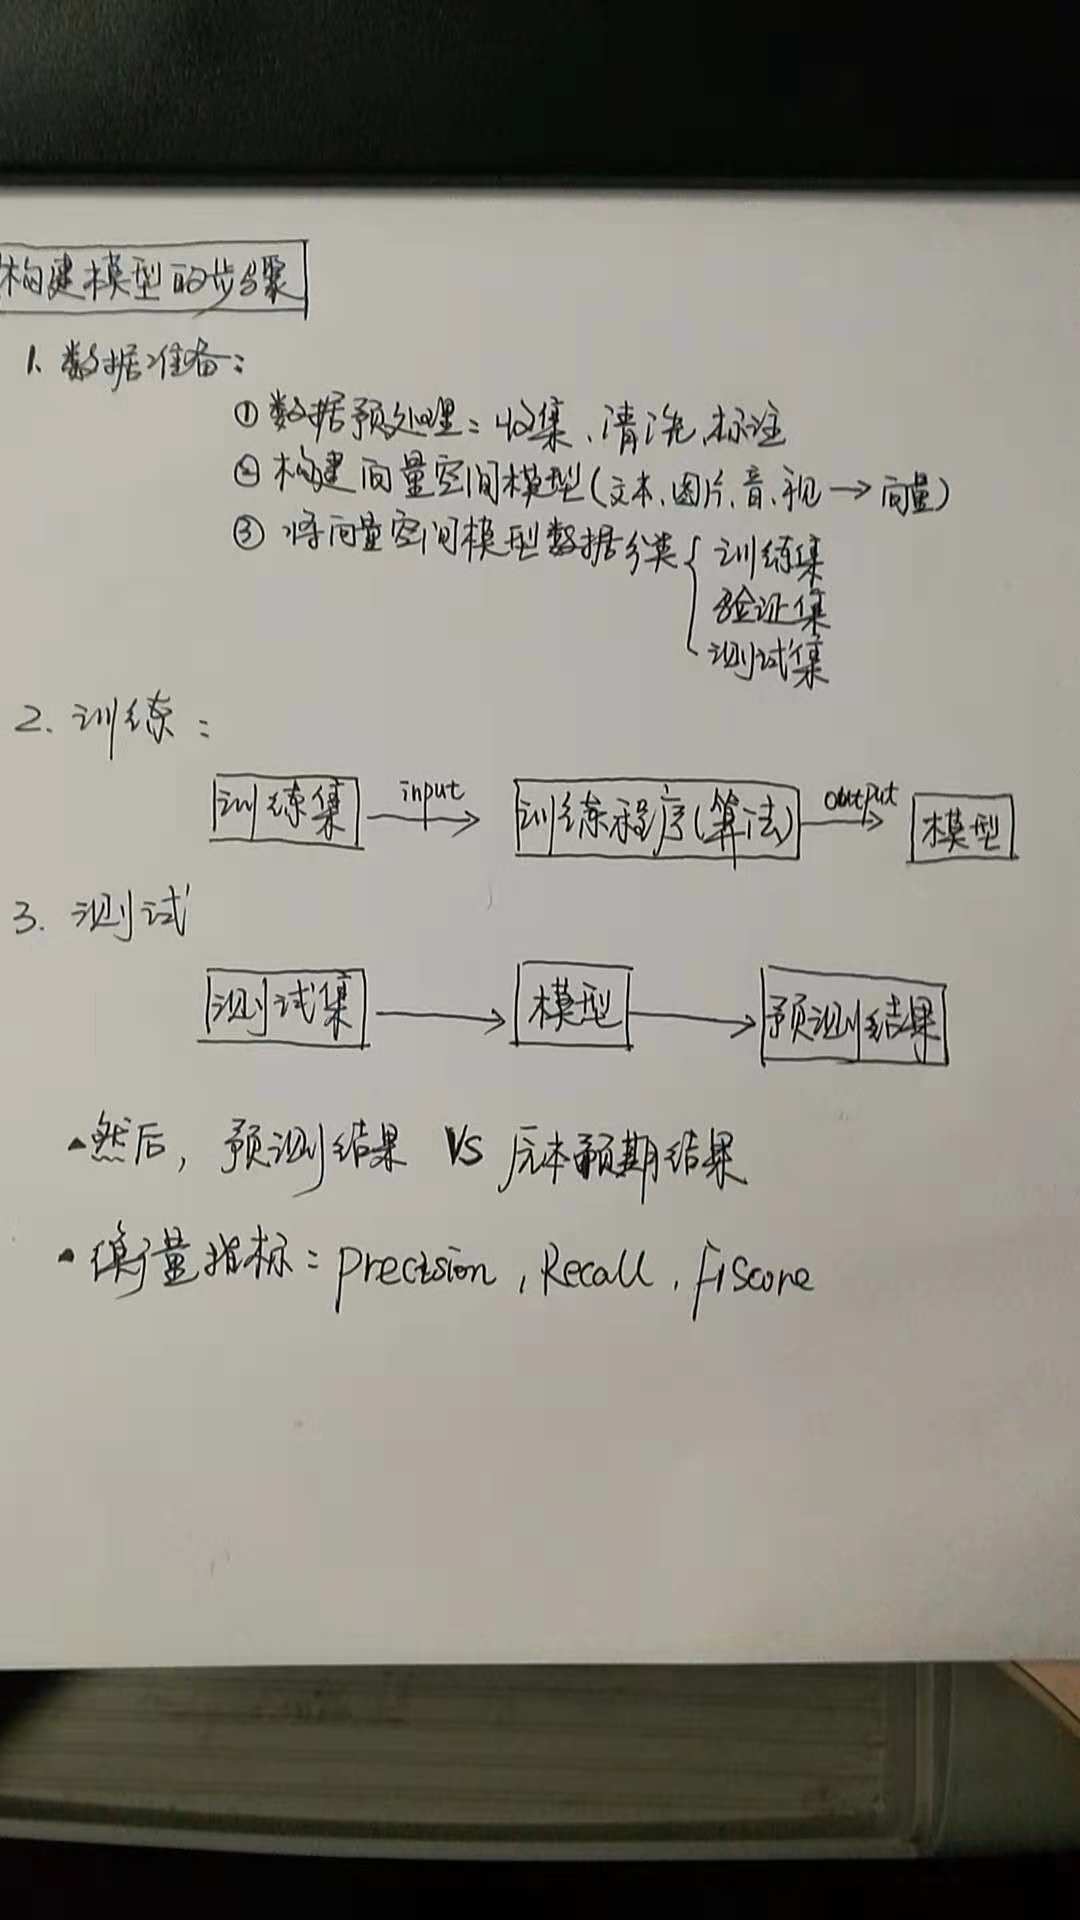 构建模型的步骤
1. 数据准备：
① 数据预处理：收集、清洗、标注
② 构建向量空间模型(文本、图片、音、视→向量)
③ 将向量空间模型数据分类{ 训练集
验证集
测试集
2. 训练：
训练集 input→ 训练程序(算法) output→ 模型
3. 测试
测试集 → 模型 → 预测结果
▲然后, 预测结果 VS 原本预期结果
▲衡量指标: precision, Recall, F1score